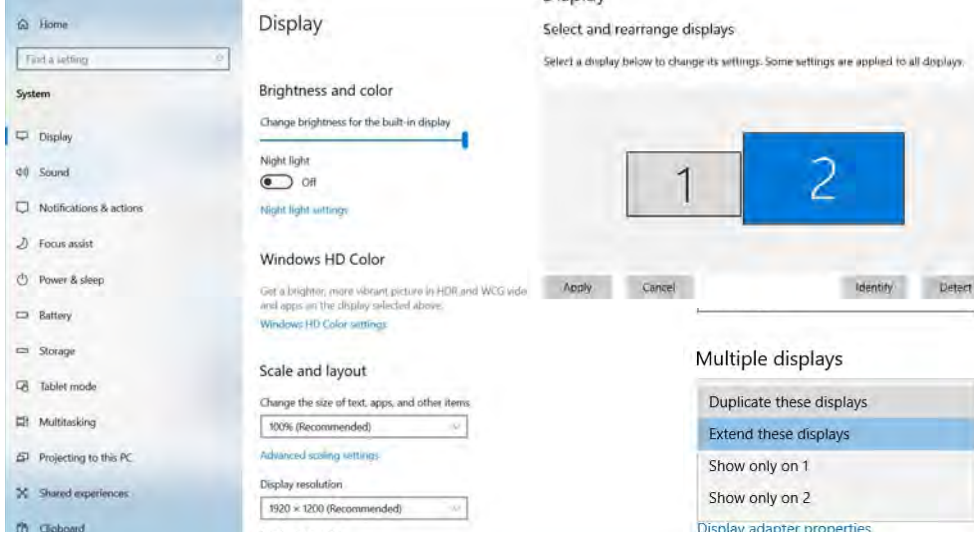 Home
Find a setting
System
Display
Sound
Notifications & actions
Focus assist
Power & sleep
Battery
Storage
Tablet mode
Multitasking
Projecting to this PC
Shared experiences
Clipboard
Display
Brightness and color
Change brightness for the built-in display
Night light
Off
Night light settings
Windows HD Color
Get a brighter, more vibrant picture in HDR and WCG vide
and apps on the display selected above.
Windows HD Color settings
Scale and layout
Change the size of text, apps, and other items
100% (Recommended)
Advanced scaling settings
Display resolution
1920 × 1200 (Recommended)
Display
Select and rearrange displays
Select a display below to change its settings. Some settings are applied to all displays.
1
2
Apply Cancel Identify Detect
Multiple displays
Duplicate these displays
Extend these displays
Show only on 1
Show only on 2
Display adapter properties